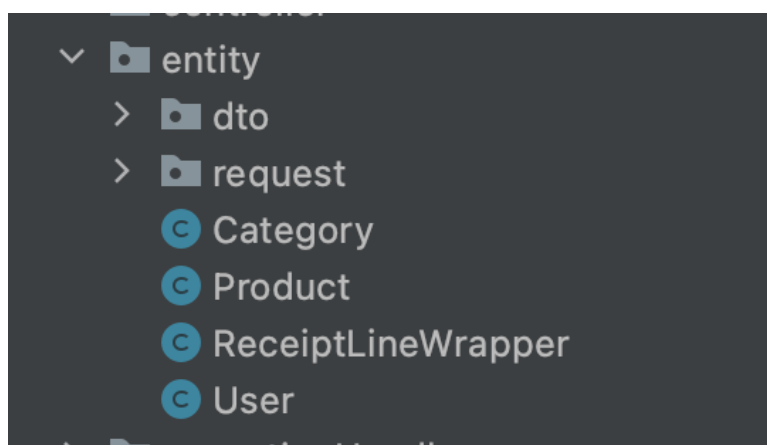 entity
dto
request
Category
Product
ReceiptLineWrapper
User